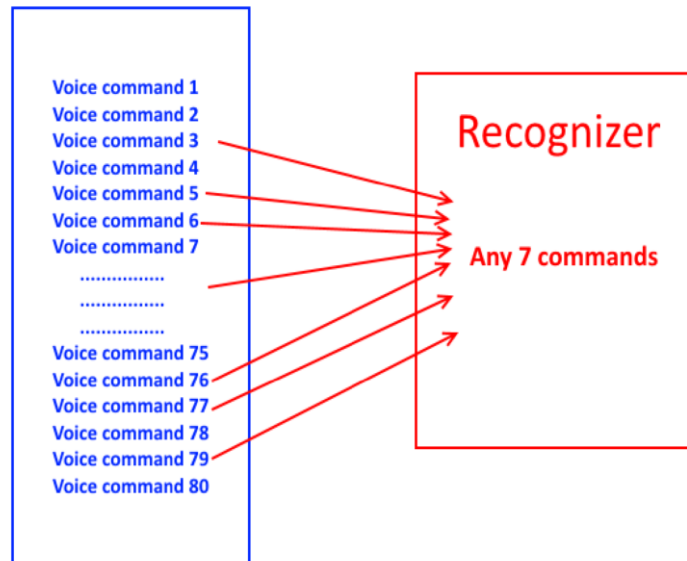 Voice command 1
Voice command 2
Voice command 3
Voice command 4
Voice command 5
Voice command 6
Voice command 7
................
................
................
Voice command 75
Voice command 76
Voice command 77
Voice command 78
Voice command 79
Voice command 80
Recognizer
Any 7 commands